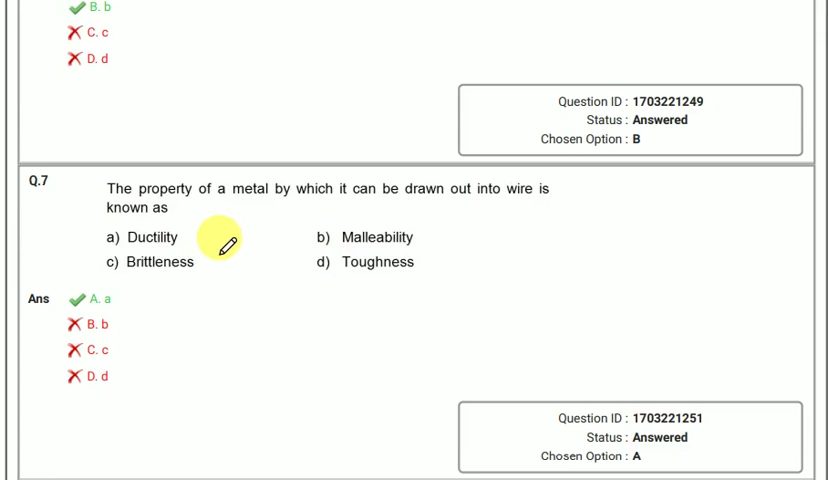 B. b
C. c
D. d
Question ID : 1703221249
Status : Answered
Chosen Option : B
Q.7
The property of a metal by which it can be drawn out into wire is
known as
a) Ductility b) Malleability
c) Brittleness d) Toughness
Ans A. a
B. b
C. c
D. d
Question ID : 1703221251
Status : Answered
Chosen Option : A